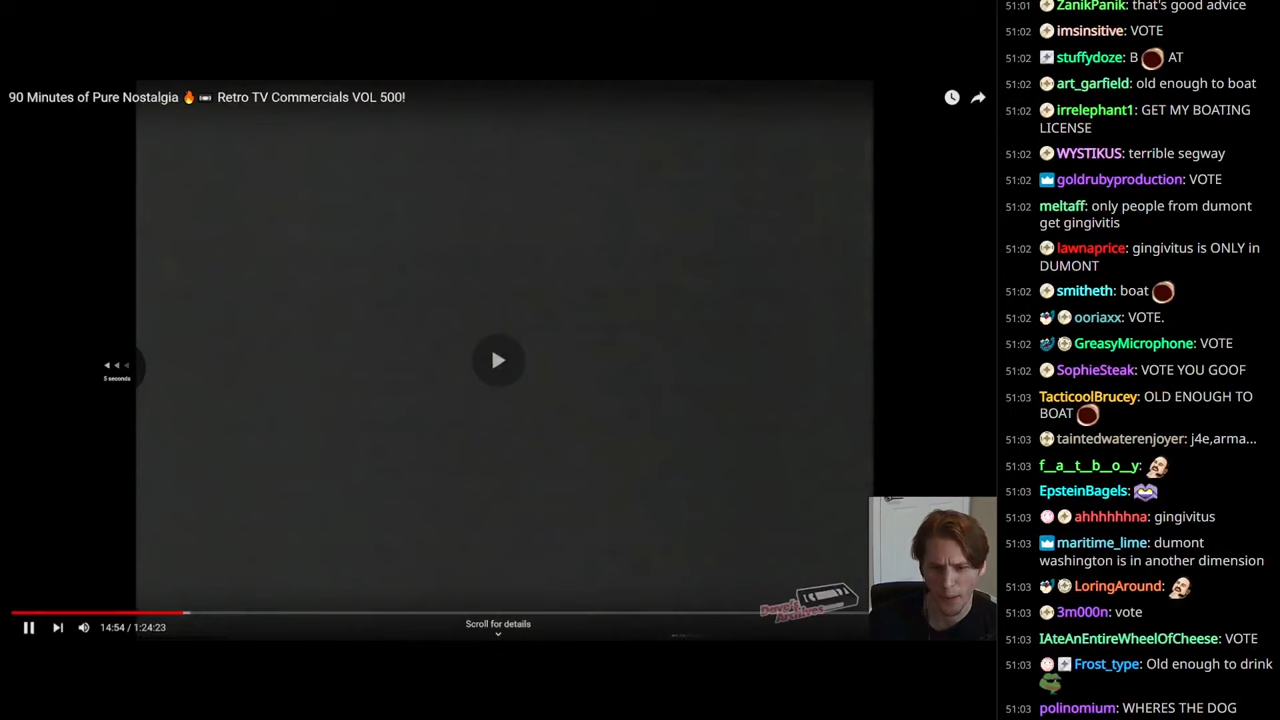 90 Minutes of Pure Nostalgia 🔥 📼 Retro TV Commercials VOL 500!
5 seconds
Dave's Archives
14:54 / 1:24:23
Scroll for details
51:01 ZanikPanik: that's good advice
51:02 imsinsitive: VOTE
51:02 stuffydoze: B AT
51:02 art_garfield: old enough to boat
51:02 irrelephant1: GET MY BOATING
LICENSE
51:02 WYSTIKUS: terrible segway
51:02 goldrubyproduction: VOTE
51:02 meltaff: only people from dumont
get gingivitis
51:02 lawnaprice: gingivitus is ONLY in
DUMONT
51:02 smitheth: boat
51:02 ooriaxx: VOTE.
51:02 GreasyMicrophone: VOTE
51:02 SophieSteak: VOTE YOU GOOF
51:03 TacticoolBrucey: OLD ENOUGH TO
BOAT
51:03 taintedwaterenjoyer: j4e,arma...
51:03 f__a__t__b__o__y:
51:03 EpsteinBagels:
51:03 ahhhhhhna: gingivitus
51:03 maritime_lime: dumont
washington is in another dimension
51:03 LoringAround:
51:03 3m000n: vote
51:03 IAteAnEntireWheelOfCheese: VOTE
51:03 Frost_type: Old enough to drink
51:03 polinomium: WHERES THE DOG